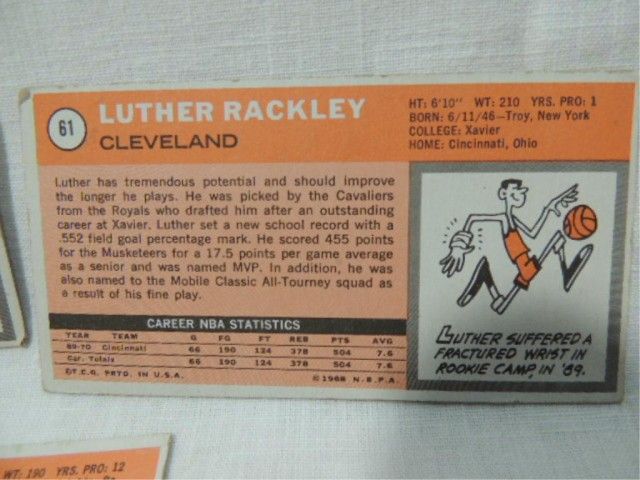 61
LUTHER RACKLEY
CLEVELAND
HT: 6'10" WT: 210 YRS. PRO: 1
BORN: 6/11/46—Troy, New York
COLLEGE: Xavier
HOME: Cincinnati, Ohio
Luther has tremendous potential and should improve
the longer he plays. He was picked by the Cavaliers
from the Royals who drafted him after an outstanding
career at Xavier. Luther set a new school record with a
.552 field goal percentage mark. He scored 455 points
for the Musketeers for a 17.5 points per game average
as a senior and was named MVP. In addition, he was
also named to the Mobile Classic All-Tourney squad as
a result of his fine play.
CAREER NBA STATISTICS
YEAR TEAM G FG FT REB PTS AVG
69-70 Cincinnati 66 190 124 378 504 7.6
Car. Totals 66 190 124 378 504 7.6
©T.C.G. PRTD. IN U.S.A. ©1968 N.B.P.A.
LUTHER SUFFERED A
FRACTURED WRIST IN
ROOKIE CAMP, IN '69.
WT: 190 YRS. PRO: 12